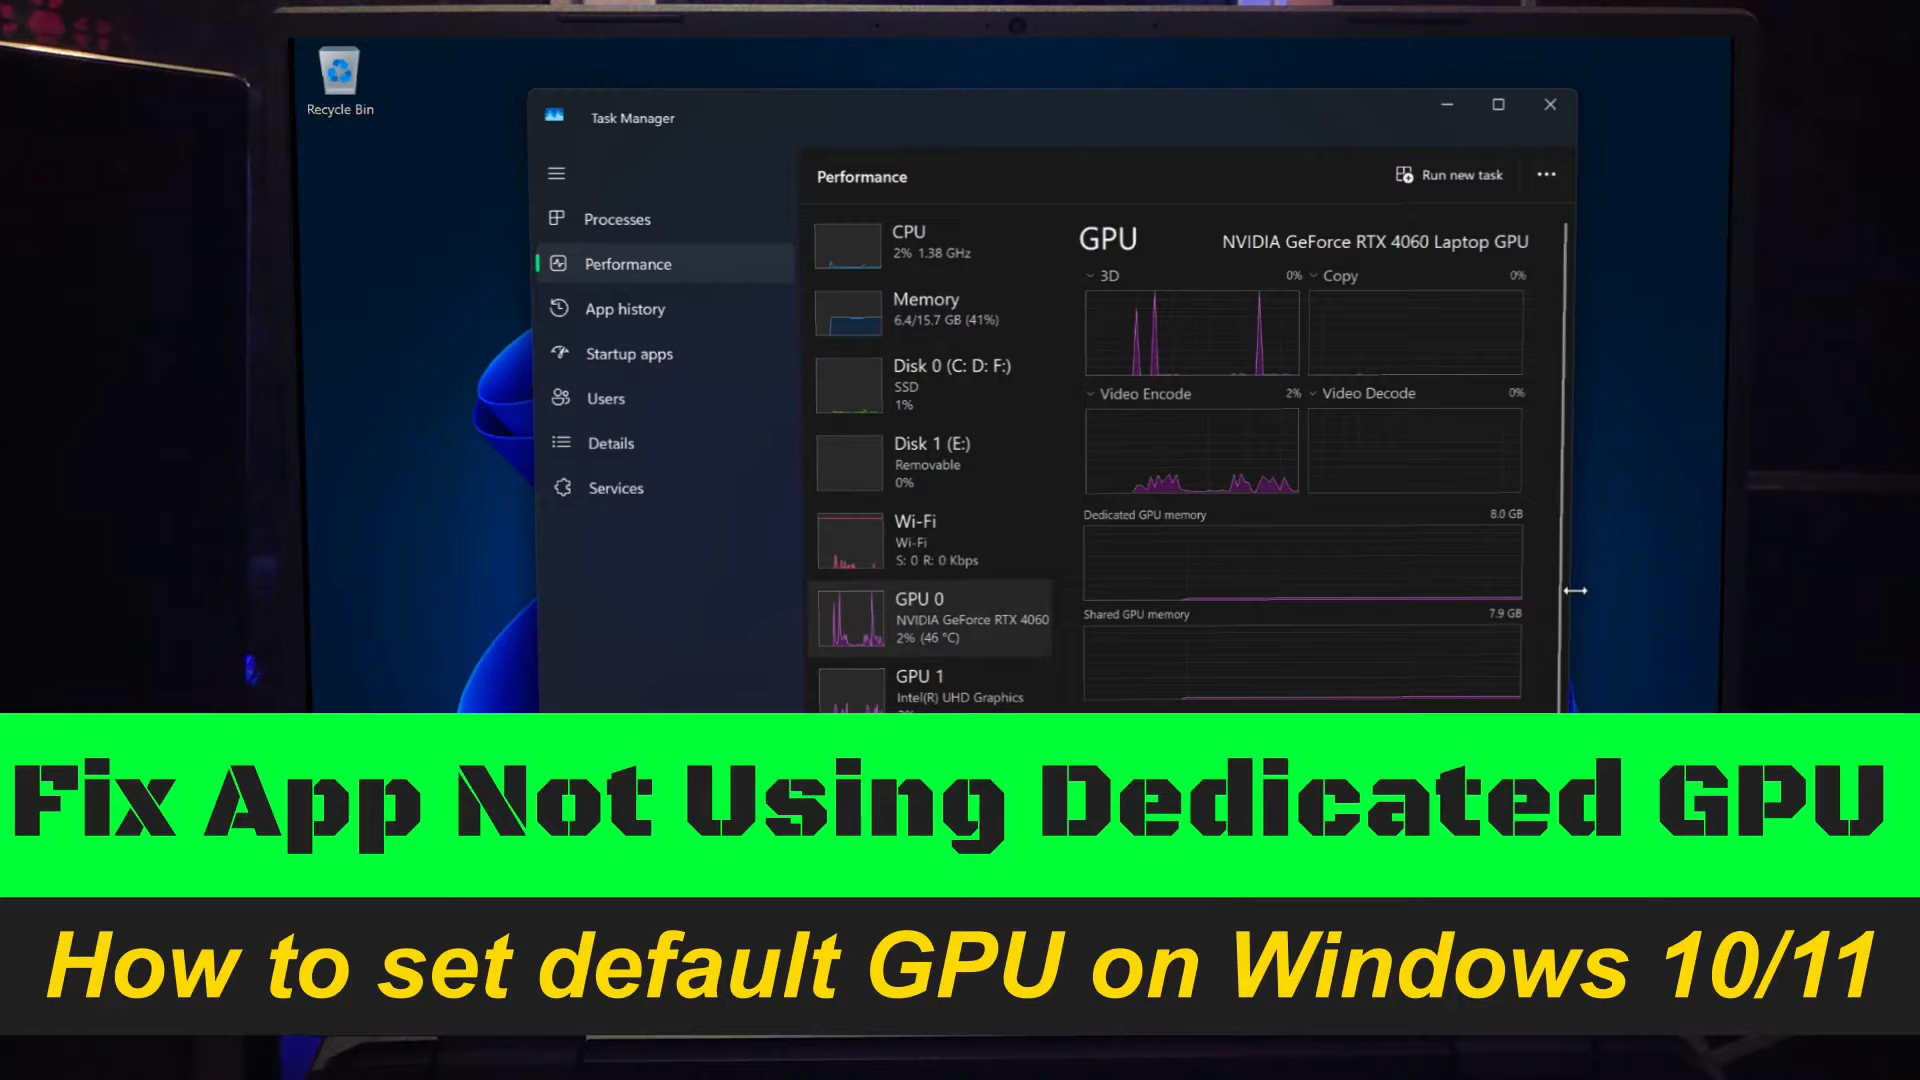 Recycle Bin
Task Manager
Performance
Run new task
Processes
Performance
App history
Startup apps
Users
Details
Services
CPU
2% 1.38 GHz
Memory
6.4/15.7 GB (41%)
Disk 0 (C: D: F:)
SSD
1%
Disk 1 (E:)
Removable
0%
Wi-Fi
Wi-Fi
S: 0 R: 0 Kbps
GPU 0
NVIDIA GeForce RTX 4060
2% (46 °C)
GPU 1
Intel(R) UHD Graphics
GPU NVIDIA GeForce RTX 4060 Laptop GPU
3D 0% Copy 0%
Video Encode 2% Video Decode 0%
Dedicated GPU memory 8.0 GB
Shared GPU memory 7.9 GB
Fix App Not Using Dedicated GPU
How to set default GPU on Windows 10/11